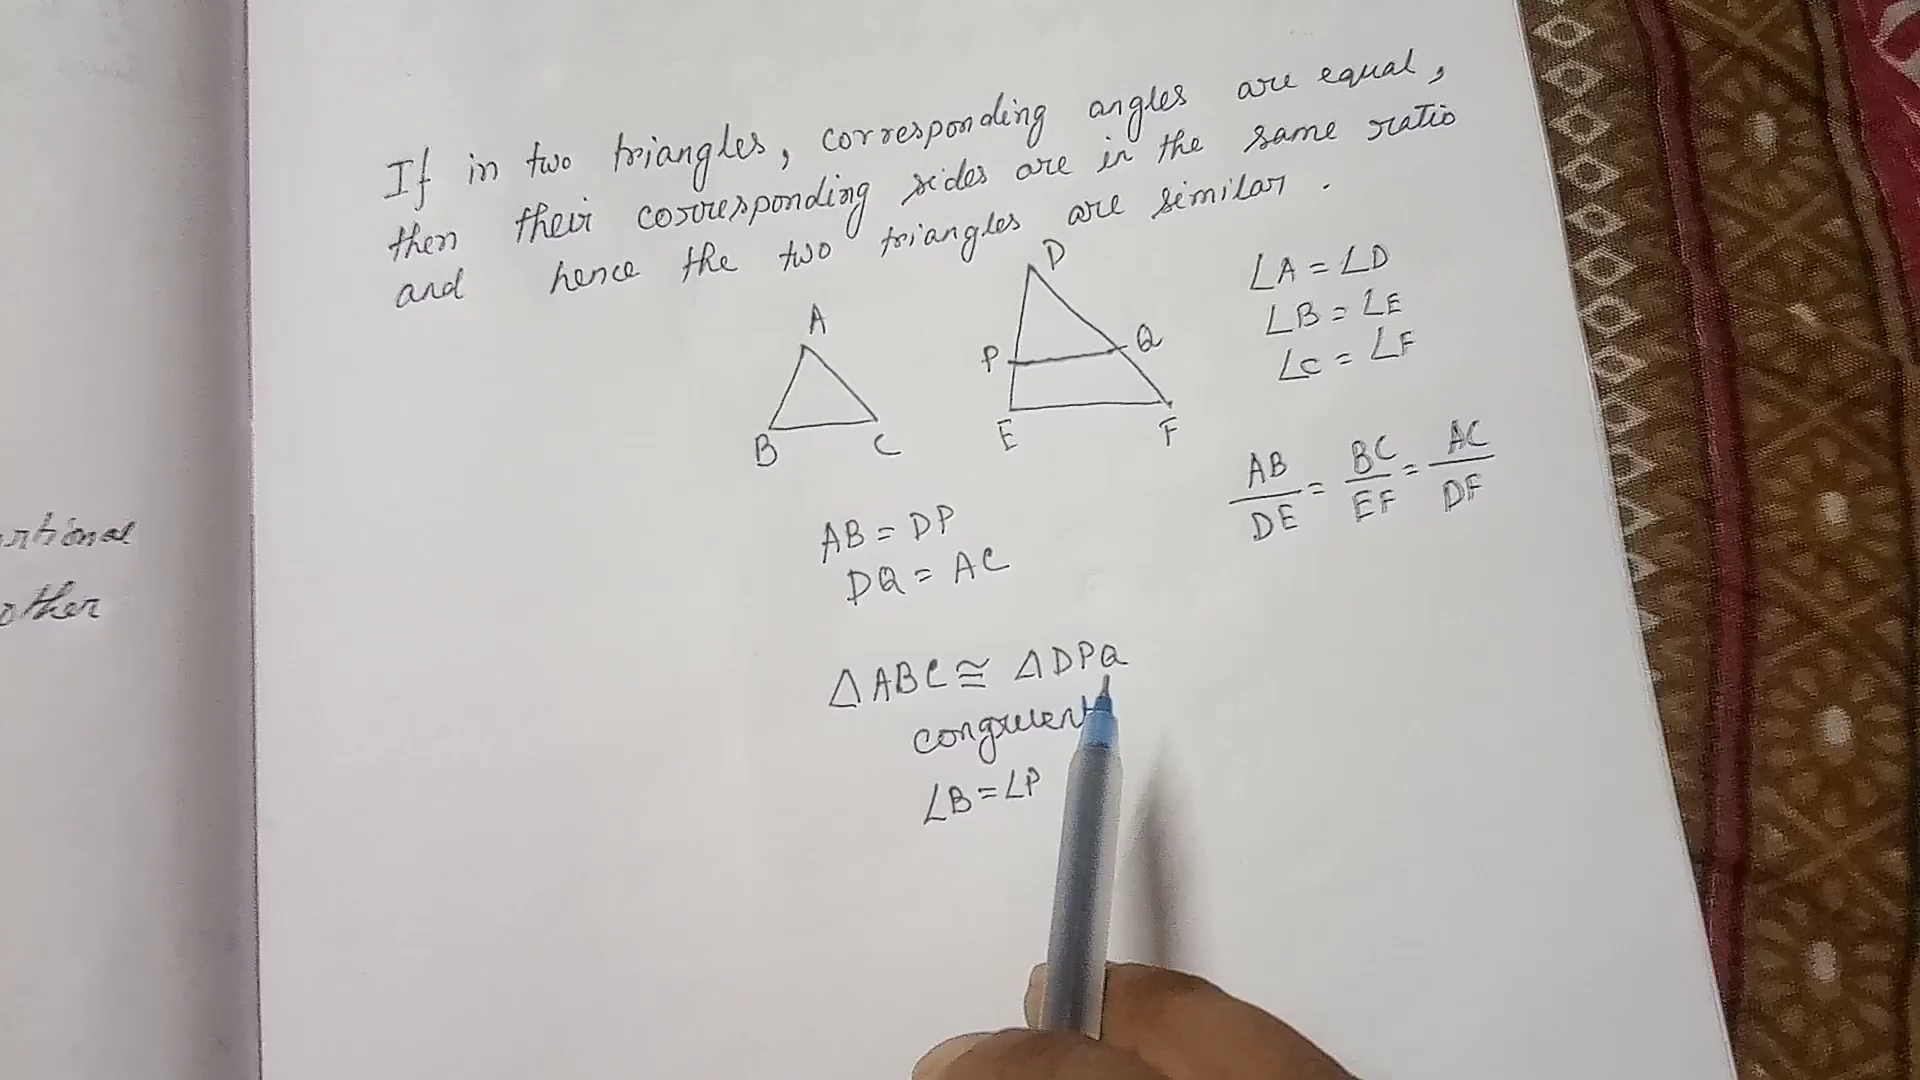 If in two triangles, corresponding angles are equal,
then their corresponding sides are in the same ratio
and hence the two triangles are similar.
A
B
C
D
P
Q
E
F
∠A = ∠D
∠B = ∠E
∠C = ∠F
AB/DE = BC/EF = AC/DF
AB = DP
DQ = AC
△ABC ≅ △DPQ
congruent
∠B = ∠P
other